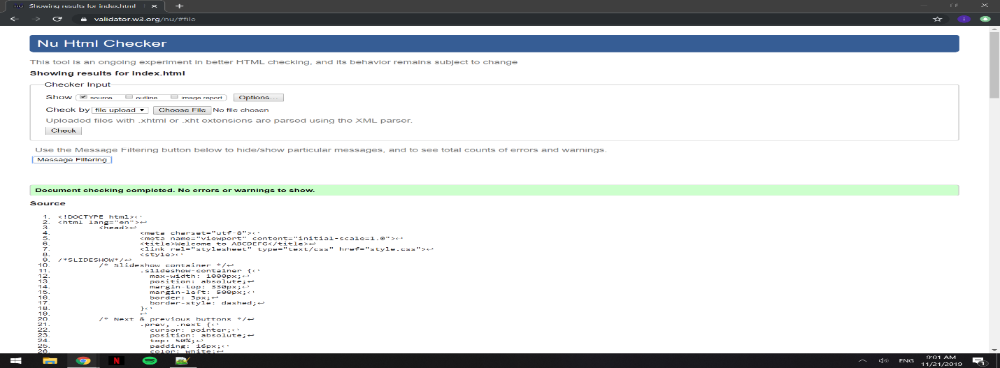 nu Showing results for index.html
validator.w3.org/nu/#file
Nu Html Checker
This tool is an ongoing experiment in better HTML checking, and its behavior remains subject to change
Showing results for index.html
Checker Input
Show source outline image report Options...
Check by file upload Choose File No file chosen
Uploaded files with .xhtml or .xht extensions are parsed using the XML parser.
Check
Use the Message Filtering button below to hide/show particular messages, and to see total counts of errors and warnings.
Message Filtering
Document checking completed. No errors or warnings to show.
Source
1. <!DOCTYPE html>↩
2. <html lang="en">↩
3. <head>↩
4. <meta charset="utf-8">↩
5. <meta name="viewport" content="initial-scale=1.0">↩
6. <title>Welcome to ABCDEFG</title>↩
7. <link rel="stylesheet" type="text/css" href="style.css">↩
8. <style>↩
9. /*SLIDESHOW*/↩
10. /* Slideshow container */↩
11. .slideshow-container {↩
12. max-width: 1000px;↩
13. position: absolute;↩
14. margin-top: 330px;↩
15. margin-left: 500px;↩
16. border: 3px;↩
17. border-style: dashed;↩
18. }↩
19. ↩
20. /* Next & previous buttons */↩
21. .prev, .next {↩
22. cursor: pointer;↩
23. position: absolute;↩
24. top: 50%;↩
25. padding: 16px;↩
26. color: white;↩
ENG
9:01 AM
11/21/2019
1